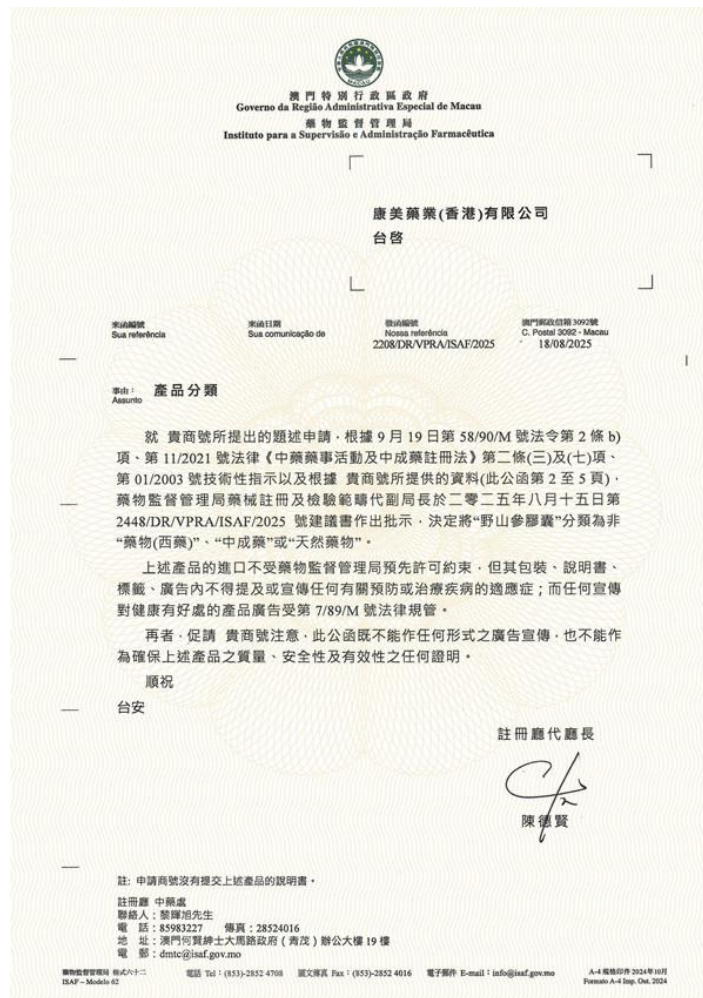 澳門特別行政區政府
Governo da Região Administrativa Especial de Macau
藥物監督管理局
Instituto para a Supervisão e Administração Farmacêutica
康美藥業(香港)有限公司
台啓
來函編號
Sua referência
來函日期
Sua comunicação de
發函編號
Nossa referência
2208/DR/VPRA/ISAF/2025
澳門郵政信箱3092號
C. Postal 3092 - Macau
18/08/2025
事由：
Assunto
產品分類
就 貴商號所提出的題述申請，根據 9 月 19 日第 58/90/M 號法令第 2 條 b)
項、第 11/2021 號法律《中藥藥事活動及中成藥註冊法》第二條(三)及(七)項、
第 01/2003 號技術性指示以及根據 貴商號所提供的資料(此公函第 2 至 5 頁)，
藥物監督管理局藥械註冊及檢驗範疇代副局長於二零二五年八月十五日第
2448/DR/VPRA/ISAF/2025 號建議書作出批示，決定將“野山參膠囊”分類為非
“藥物(西藥)”、“中成藥”或“天然藥物”。
上述產品的進口不受藥物監督管理局預先許可約束，但其包裝、說明書、
標籤、廣告內不得提及或宣傳任何有關預防或治療疾病的適應症；而任何宣傳
對健康有好處的產品廣告受第 7/89/M 號法律規管。
再者，促請 貴商號注意，此公函既不能作任何形式之廣告宣傳，也不能作
為確保上述產品之質量、安全性及有效性之任何證明。
順祝
台安
註冊廳代廳長
陳德賢
註: 申請商號沒有提交上述產品的說明書。
註冊廳 中藥處
聯絡人：黎輝旭先生
電 話：85983227 傳真：28524016
地 址：澳門何賢紳士大馬路政府（青茂）辦公大樓 19 樓
電 郵：dmtc@isaf.gov.mo
藥物監督管理局 格式六十二
ISAF – Modelo 62
電話 Tel：(853)-2852 4708 圖文傳真 Fax：(853)-2852 4016 電子郵件 E-mail：info@isaf.gov.mo
A-4 規格印件 2024年10月
Formato A-4 Imp. Out. 2024